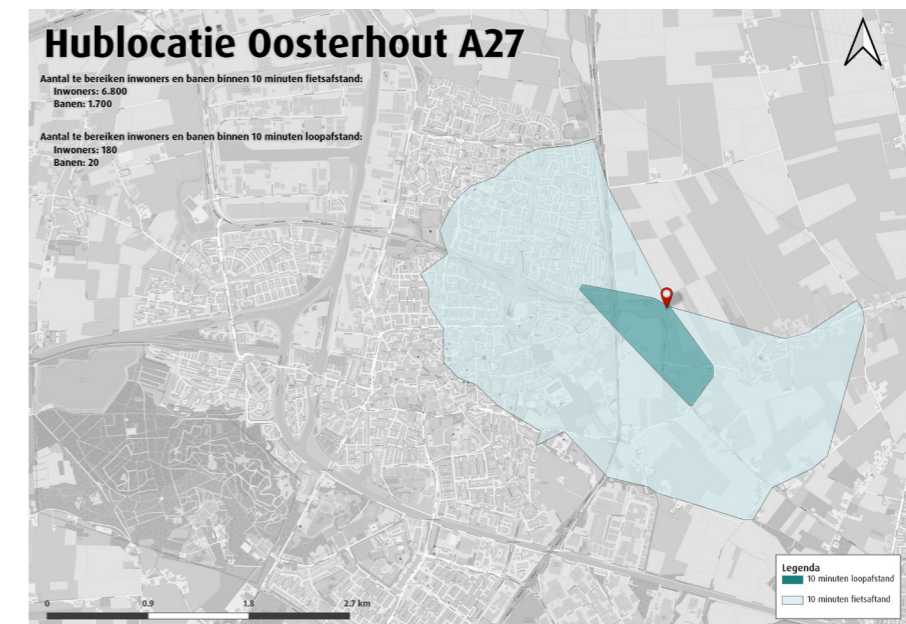 Hublocatie Oosterhout A27
Aantal te bereiken inwoners en banen binnen 10 minuten fietsafstand:
Inwoners: 6.800
Banen: 1.700
Aantal te bereiken inwoners en banen binnen 10 minuten loopafstand:
Inwoners: 180
Banen: 20
Legenda
10 minuten loopafstand
10 minuten fietsaftand
0 0.9 1.8 2.7 km